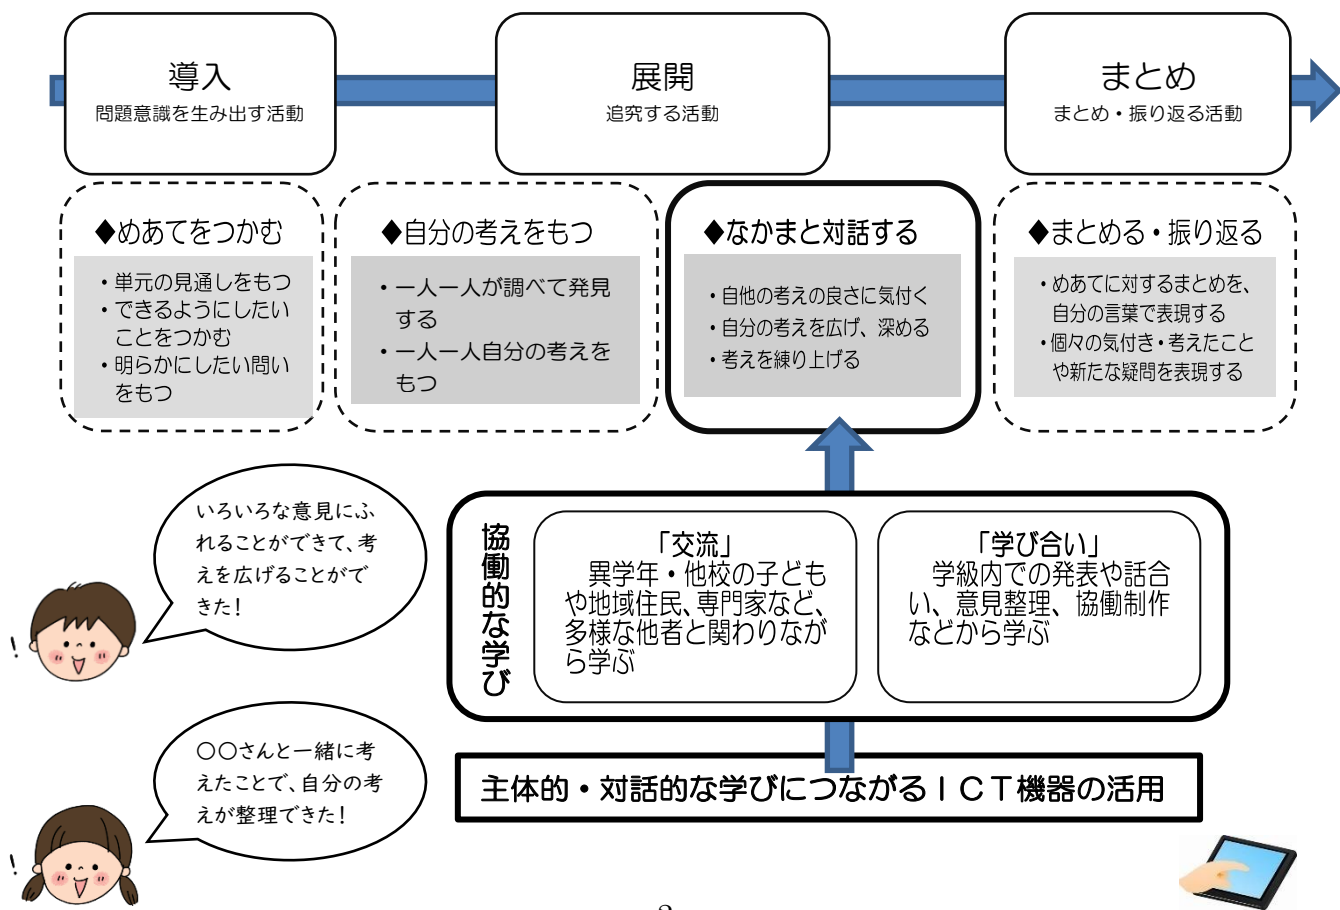 導入
問題意識を生み出す活動
展開
追究する活動
まとめ
まとめ・振り返る活動
◆めあてをつかむ
・単元の見通しをもつ
・できるようにしたい
ことをつかむ
・明らかにしたい問い
をもつ
◆自分の考えをもつ
・一人一人が調べて発見
する
・一人一人自分の考えを
もつ
◆なかまと対話する
・自他の考えの良さに気付く
・自分の考えを広げ、深める
・考えを練り上げる
◆まとめる・振り返る
・めあてに対するまとめを、
自分の言葉で表現する
・個々の気付き・考えたこと
や新たな疑問を表現する
いろいろな意見にふ
れることができて、考
えを広げることがで
きた!
協働的な学び
「交流」
異学年・他校の子ども
や地域住民、専門家など、
多様な他者と関わりなが
ら学ぶ
「学び合い」
学級内での発表や話合
い、意見整理、協働制作
などから学ぶ
!
〇〇さんと一緒に考
えたことで、自分の考
えが整理できた!
主体的・対話的な学びにつながるICT機器の活用
!